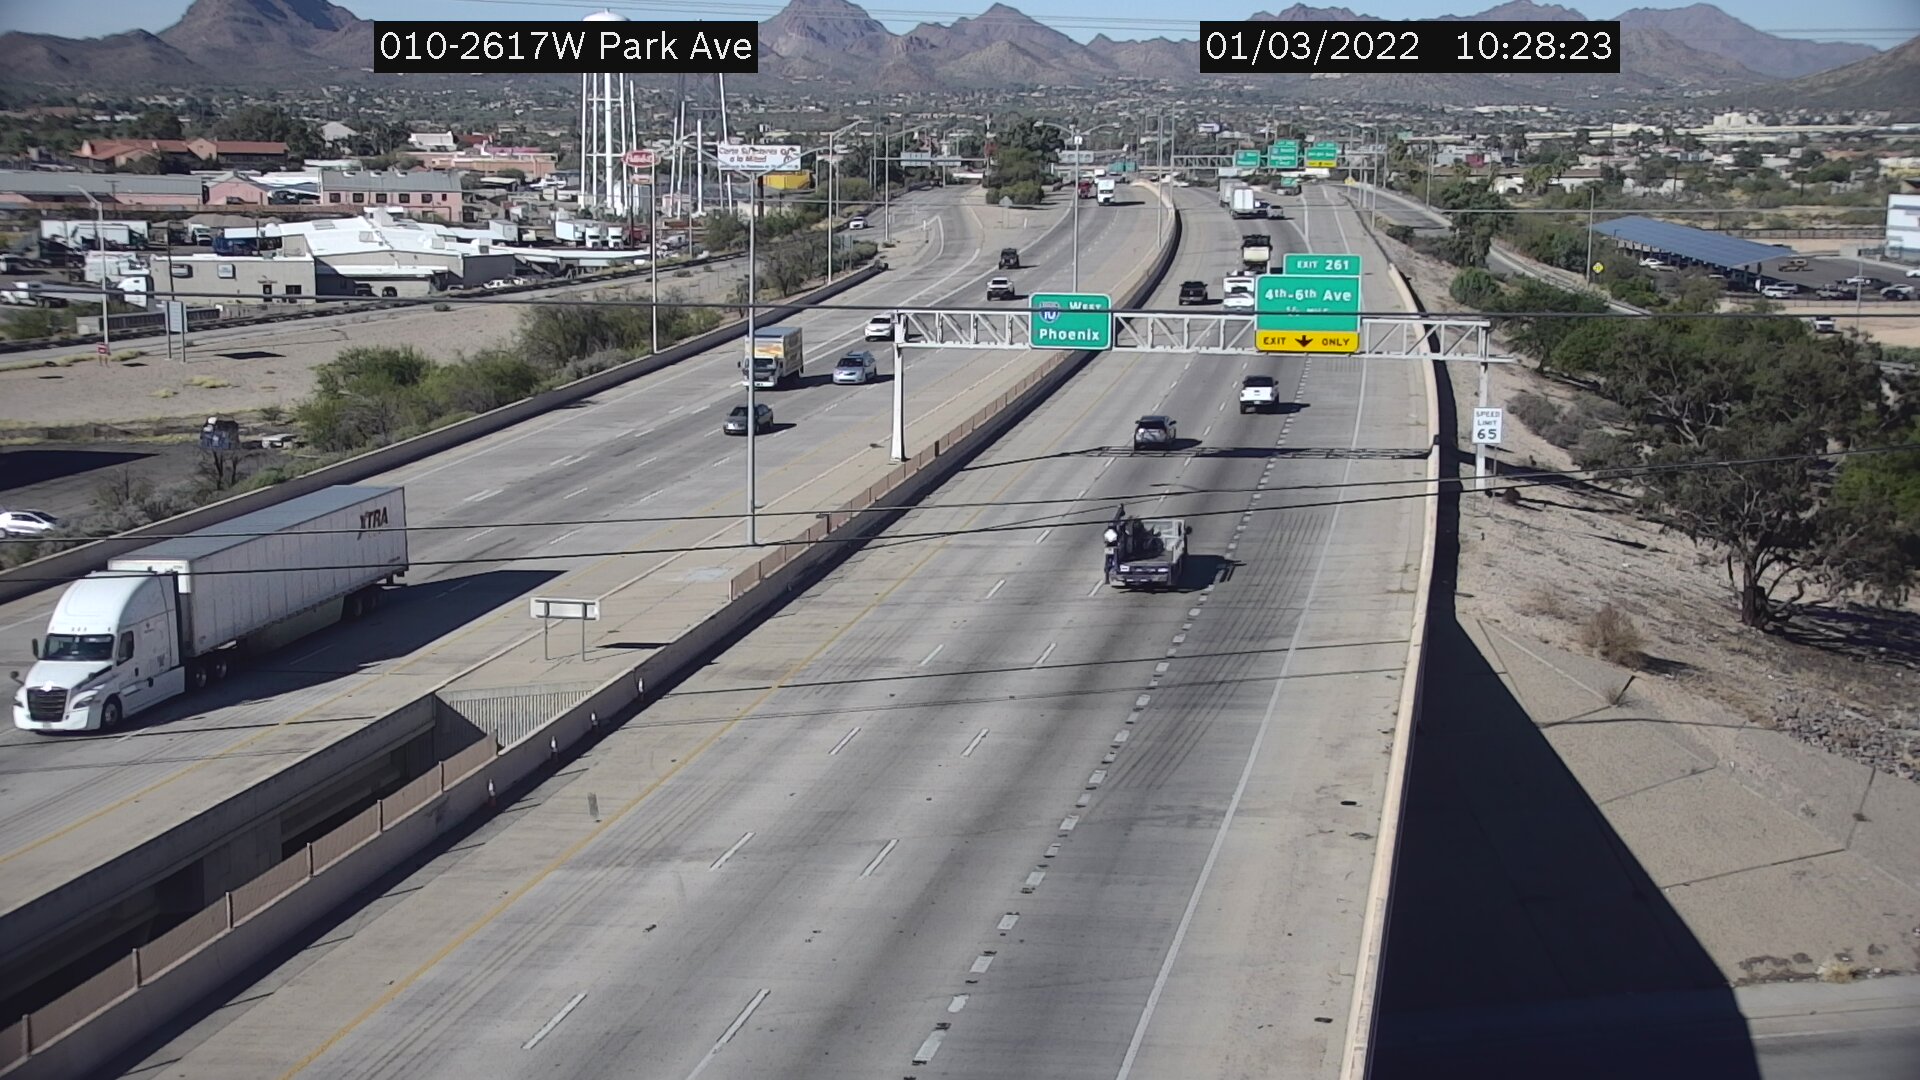 010-2617W Park Ave
01/03/2022 10:28:23
EXIT 261
4th-6th Ave
EXIT ONLY
10 West
Phoenix
SPEED
LIMIT
65
XTRA